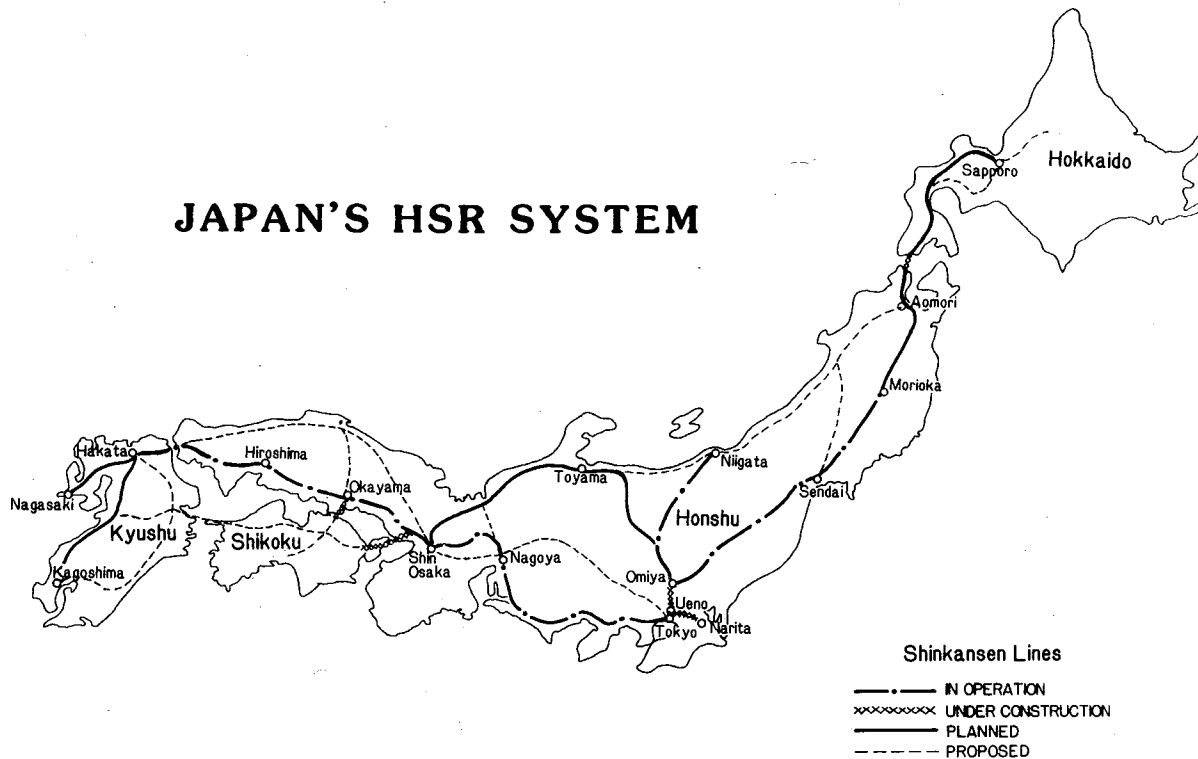 JAPAN'S HSR SYSTEM
Hokkaido
Sapporo
Aomori
Morioka
Hakata
Hiroshima
Niigata
Toyama
Nagasaki
Okayama
Sendai
Honshu
Kyushu
Shikoku
Shin
Osaka
Nagoya
Kagoshima
Omiya
Ueno
Tokyo
Narita
Shinkansen Lines
IN OPERATION
UNDER CONSTRUCTION
PLANNED
PROPOSED